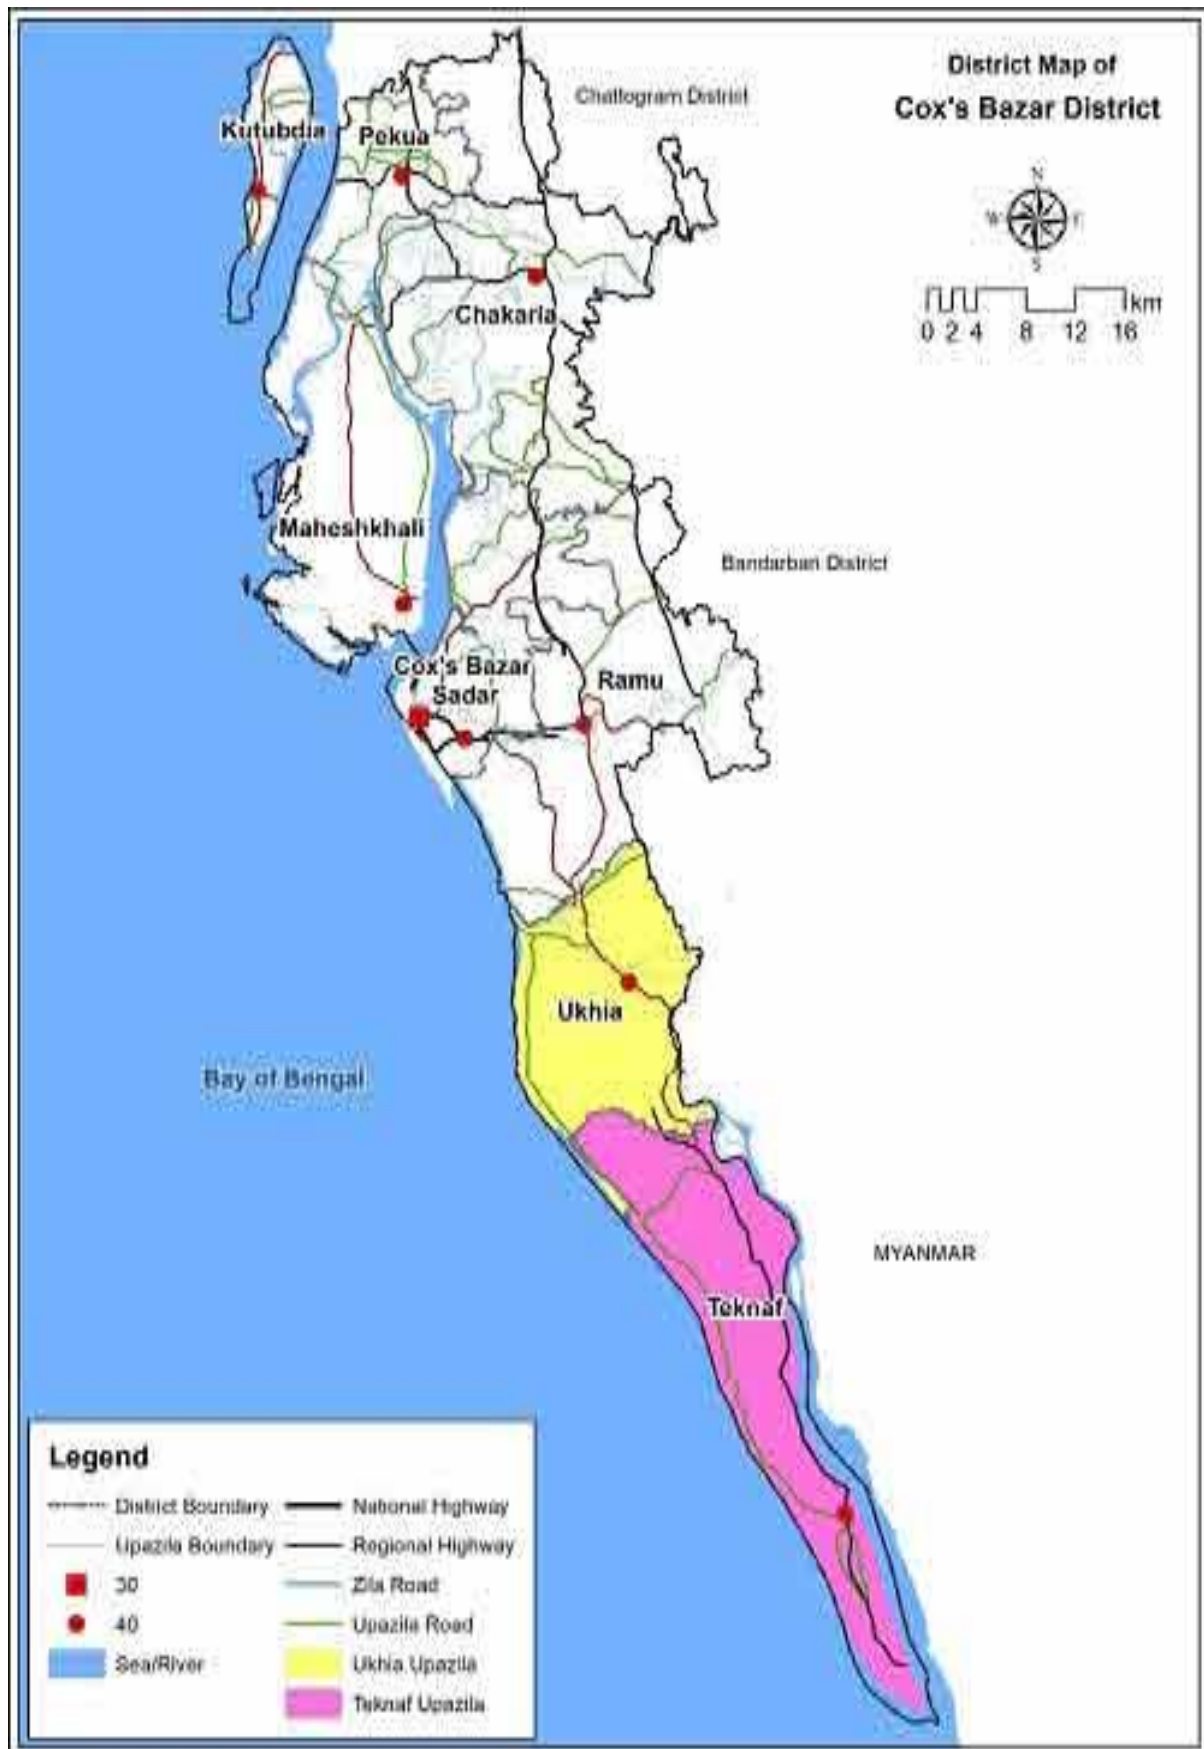 District Map of
Cox's Bazar District
Chattogram District
Kutubdia
Pekua
N
W
E
S
km
0 2 4 8 12 16
Chakaria
Maheshkhali
Bandarban District
Cox's Bazar
Sadar
Ramu
Ukhia
Bay of Bengal
MYANMAR
Teknaf
Legend
District Boundary
National Highway
Upazila Boundary
Regional Highway
30
Zila Road
40
Upazila Road
Sea/River
Ukhia Upazila
Teknaf Upazila